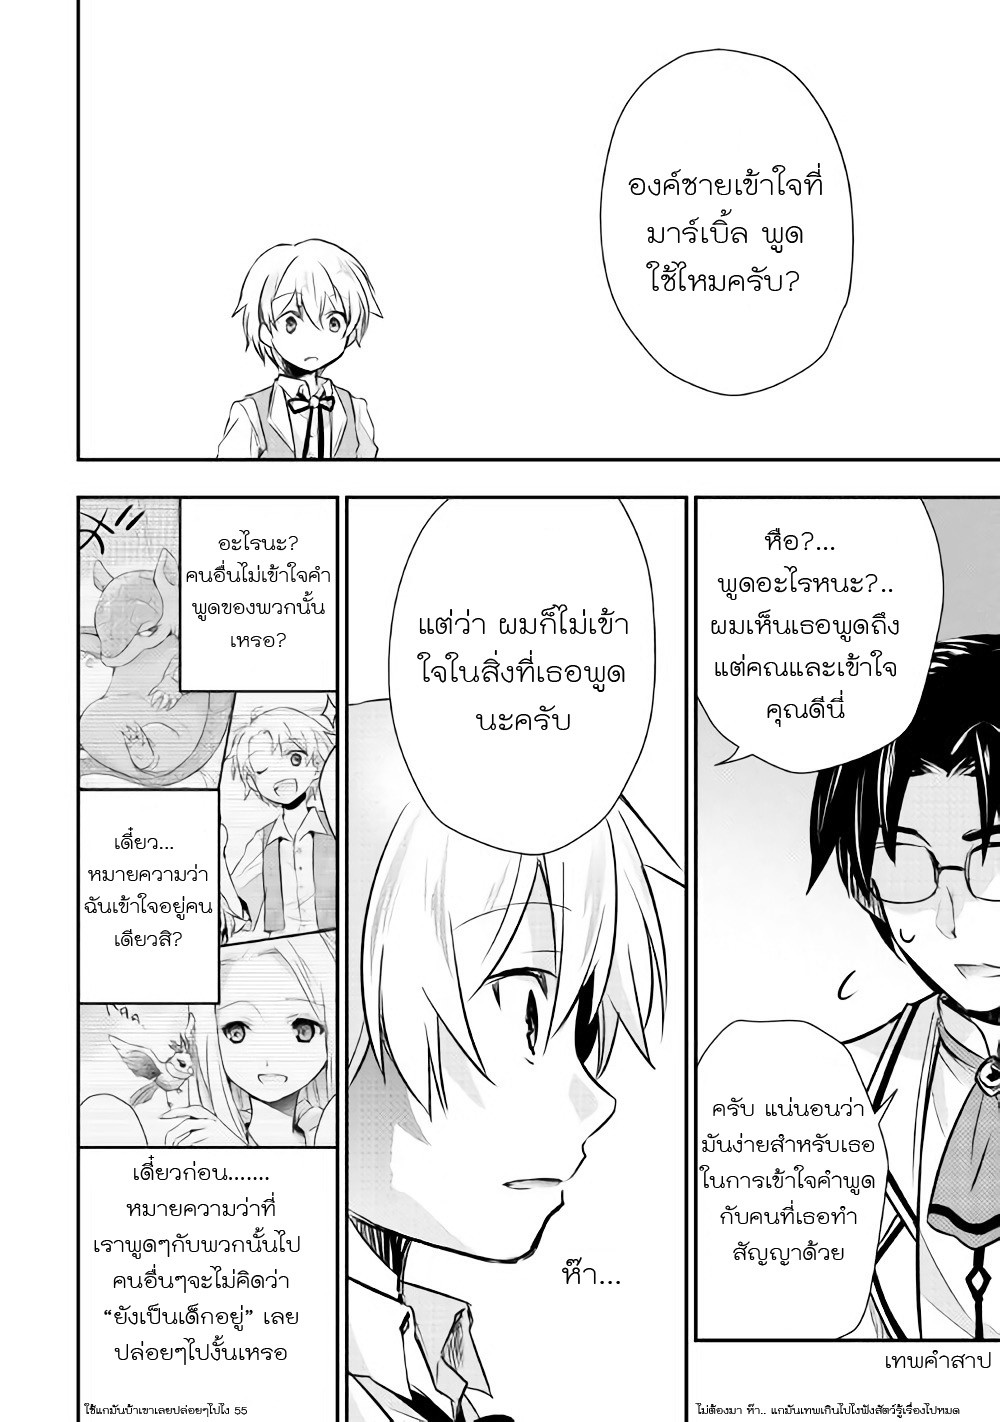 องค์ชายเข้าใจที่
มาร์เบิ้ล พูด
ใช้ไหมครับ?
หือ?...
พูดอะไรหนะ?..
ผมเห็นเธอพูดถึง
แต่คณและเข้าใจ
คุณดีนี่
ครับ แน่นอนว่า
มันง่ายสำหรับเธอ
ในการเข้าใจคำพูด
กับคนที่เธอทำ
สัญญาด้วย
แต่ว่า ผมก็ไม่เข้า
ใจในสิ่งที่เธอพูด
นะครับ
ห๊า...
อะไรนะ?
คนอื่นไม่เข้าใจคำ
พูดของพวกนั้น
เหรอ?
เดี๋ยว...
หมายความว่า
ฉันเข้าใจอยู่คน
เดียวสิ?
เดี๋ยวก่อน.......
หมายความว่าที่
เราพูดๆกับพวกนั้นไป
คนอื่นๆจะไม่คิดว่า
“ยังเป็นเด็กอยู่” เลย
ปล่อยๆไปงั้นเหรอ
เทพคำสาป
ใช้แกมันบ้าเขาเลยปล่อยๆไปไง 55
ไม่ต้องมา ห๊า.. แกมันเทพเกินไปไงฟังสัตว์รู้เรื่องไปหมด